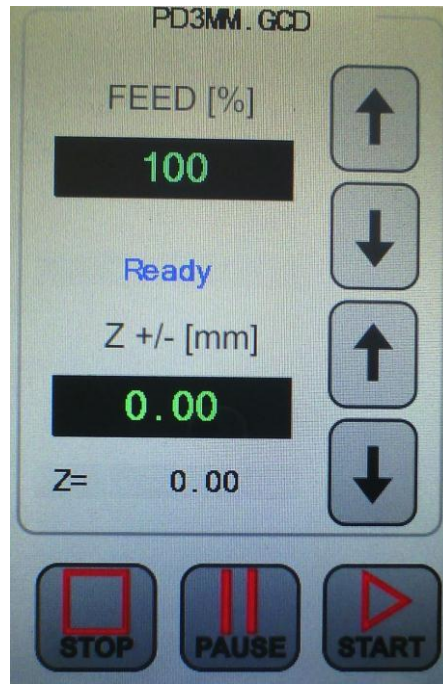 PD3MM.GCD
FEED [%]
100
Ready
Z +/- [mm]
0.00
Z= 0.00
STOP PAUSE START